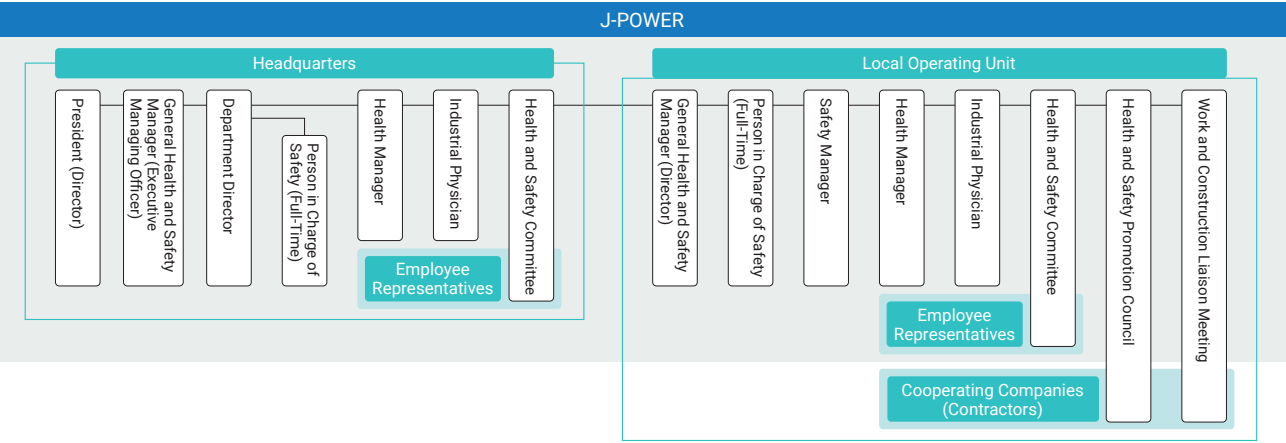 J-POWER
Headquarters
Local Operating Unit
President (Director)
General Health and Safety
Manager (Executive
Managing Officer)
Department Director
Person in Charge of
Safety (Full-Time)
Health Manager
Industrial Physician
Health and Safety Committee
Employee
Representatives
General Health and Safety
Manager (Director)
Person in Charge of Safety
(Full-Time)
Safety Manager
Health Manager
Industrial Physician
Health and Safety Committee
Health and Safety Promotion Council
Work and Construction Liaison Meeting
Employee
Representatives
Cooperating Companies
(Contractors)